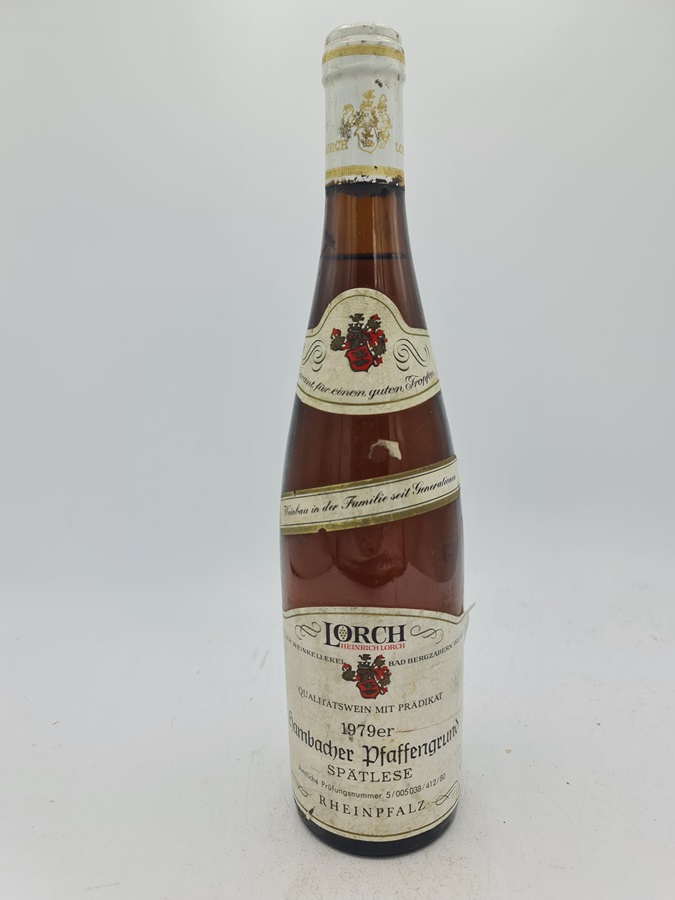 LORCH
für einen guten Tropfen
Weinbau in der Familie seit Generationen
LORCH
HEINRICH LORCH
WEINKELLEREI BAD BERGZABERN
QUALITÄTSWEIN MIT PRÄDIKAT
1979er
Hambacher Pfaffengrund
SPÄTLESE
Amtliche Prüfungsnummer 5/005038/412/80
RHEINPFALZ